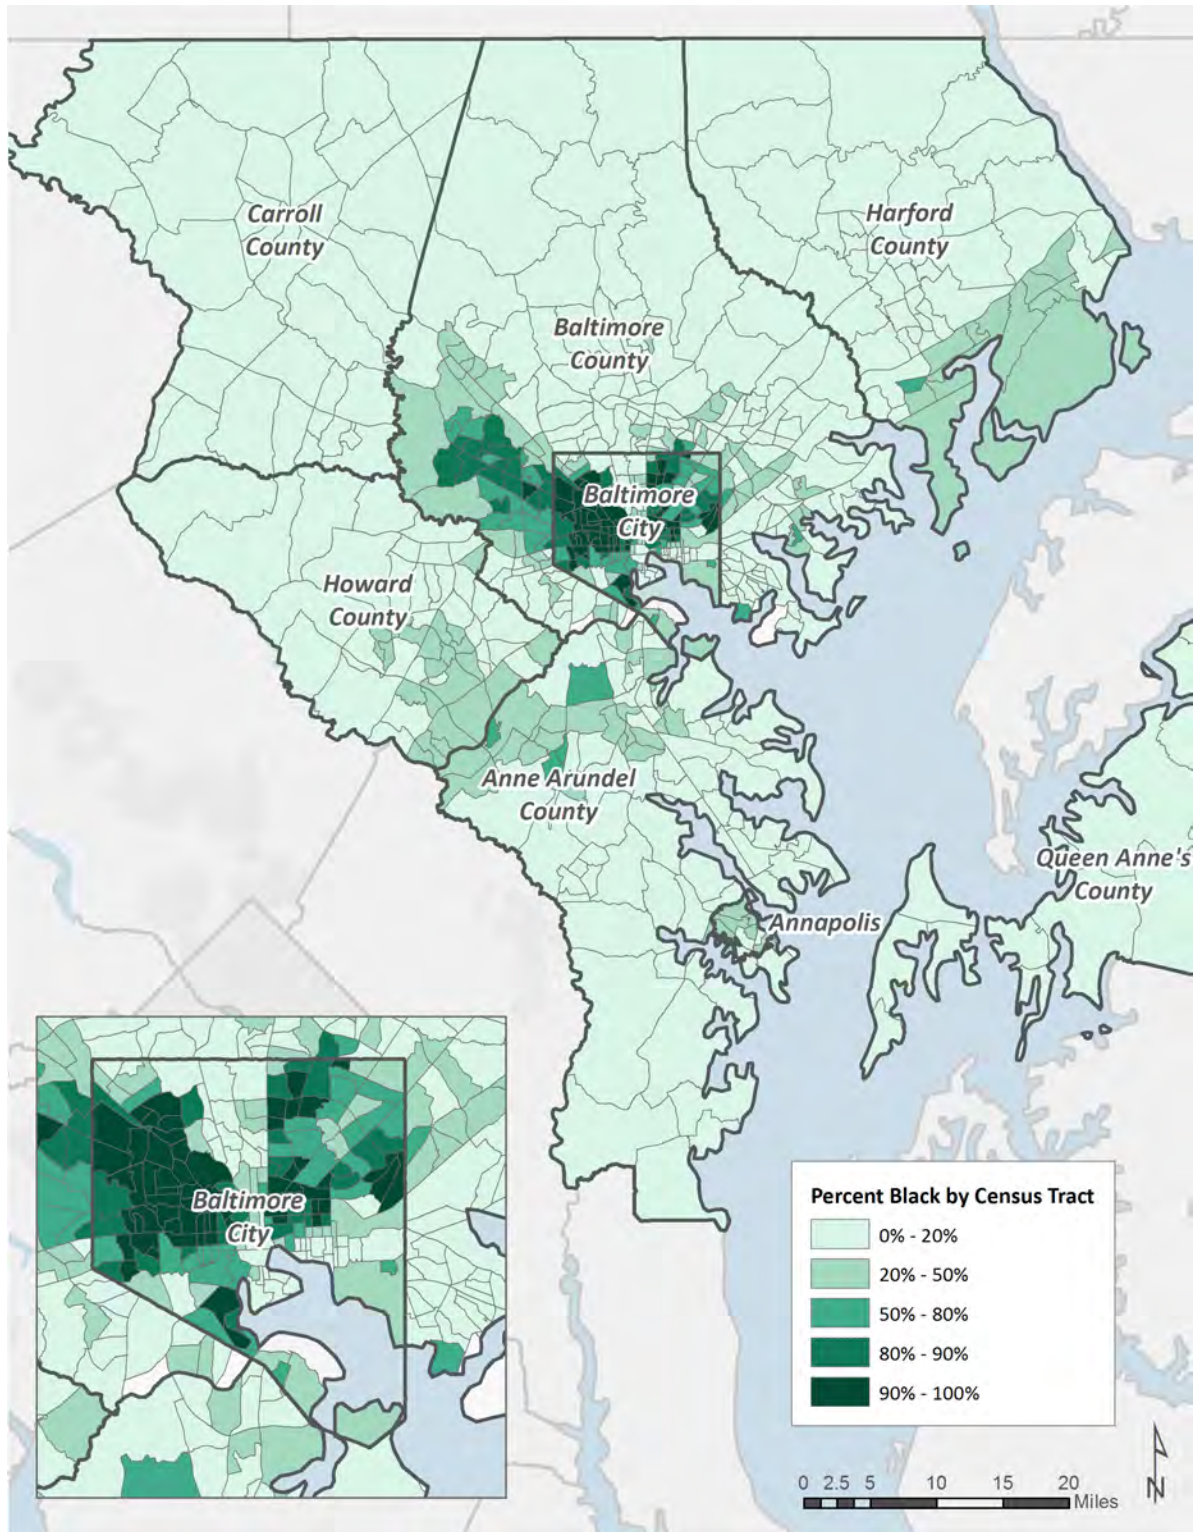 Carroll
County
Harford
County
Baltimore
County
Baltimore
City
Howard
County
Anne Arundel
County
Queen Anne's
County
Annapolis
Baltimore
City
Percent Black by Census Tract
0% - 20%
20% - 50%
50% - 80%
80% - 90%
90% - 100%
N
0 2.5 5 10 15 20
Miles